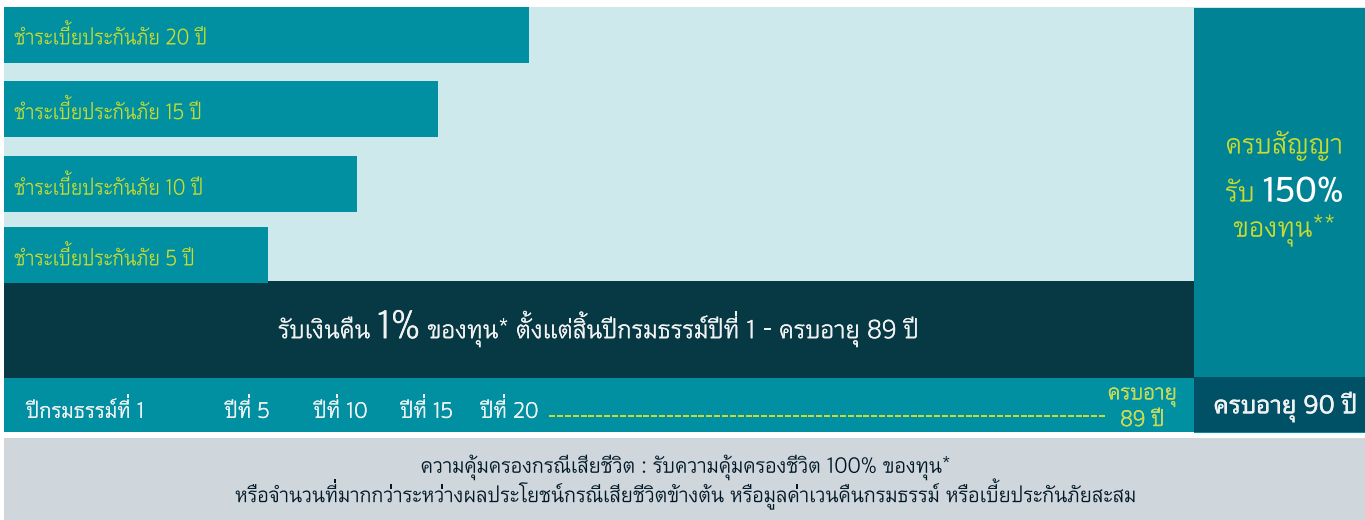 ชำระเบี้ยประกันภัย 20 ปี
ชำระเบี้ยประกันภัย 15 ปี
ชำระเบี้ยประกันภัย 10 ปี
ชำระเบี้ยประกันภัย 5 ปี
ครบสัญญา
รับ 150%
ของทุน**
รับเงินคืน 1% ของทุน* ตั้งแต่สิ้นปีกรมธรรม์ปีที่ 1 - ครบอายุ 89 ปี
ปีกรมธรรม์ที่ 1 ปีที่ 5 ปีที่ 10 ปีที่ 15 ปีที่ 20
ครบอายุ
89 ปี
ครบอายุ 90 ปี
ความคุ้มครองกรณีเสียชีวิต : รับความคุ้มครองชีวิต 100% ของทุน*
หรือจำนวนที่มากกว่าระหว่างผลประโยชน์กรณีเสียชีวิตข้างต้น หรือมูลค่าเวนคืนกรมธรรม์ หรือเบี้ยประกันภัยสะสม